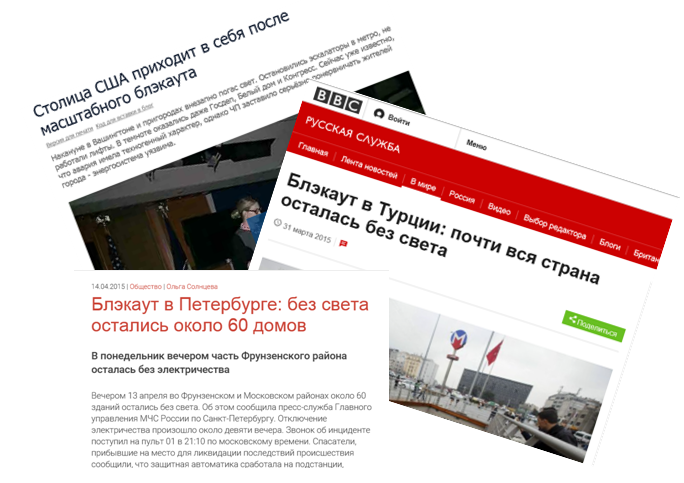 Столица США приходит в себя после
масштабного блэкаута
Версия для печати Код для вставки в блог
Накануне в Вашингтоне и пригородах внезапно погас свет. Остановились эскалаторы в метро, не
работали лифты. В темноте оказались даже Госдеп, Белый дом и Конгресс. Сейчас уже известно,
что авария имела техногенный характер, однако ЧП заставило серьёзно понервничать жителей
города - энергосистема уязвима.
BBC
Войти
Меню
РУССКАЯ СЛУЖБА
Главная Лента новостей В мире Россия Видео Выбор редактора Блоги Британ
Блэкаут в Турции: почти вся страна
осталась без света
31 марта 2015
Поделиться
14.04.2015 | Общество | Ольга Солнцева
Блэкаут в Петербурге: без света
остались около 60 домов
В понедельник вечером часть Фрунзенского района
осталась без электричества
Вечером 13 апреля во Фрунзенском и Московском районах около 60
зданий остались без света. Об этом сообщила пресс-служба Главного
управления МЧС России по Санкт-Петербургу. Отключение
электричества произошло около девяти вечера. Звонок об инциденте
поступил на пульт 01 в 21:10 по московскому времени. Спасатели,
прибывшие на место для ликвидации последствий происшествия
сообщили, что защитная автоматика сработала на подстанции,